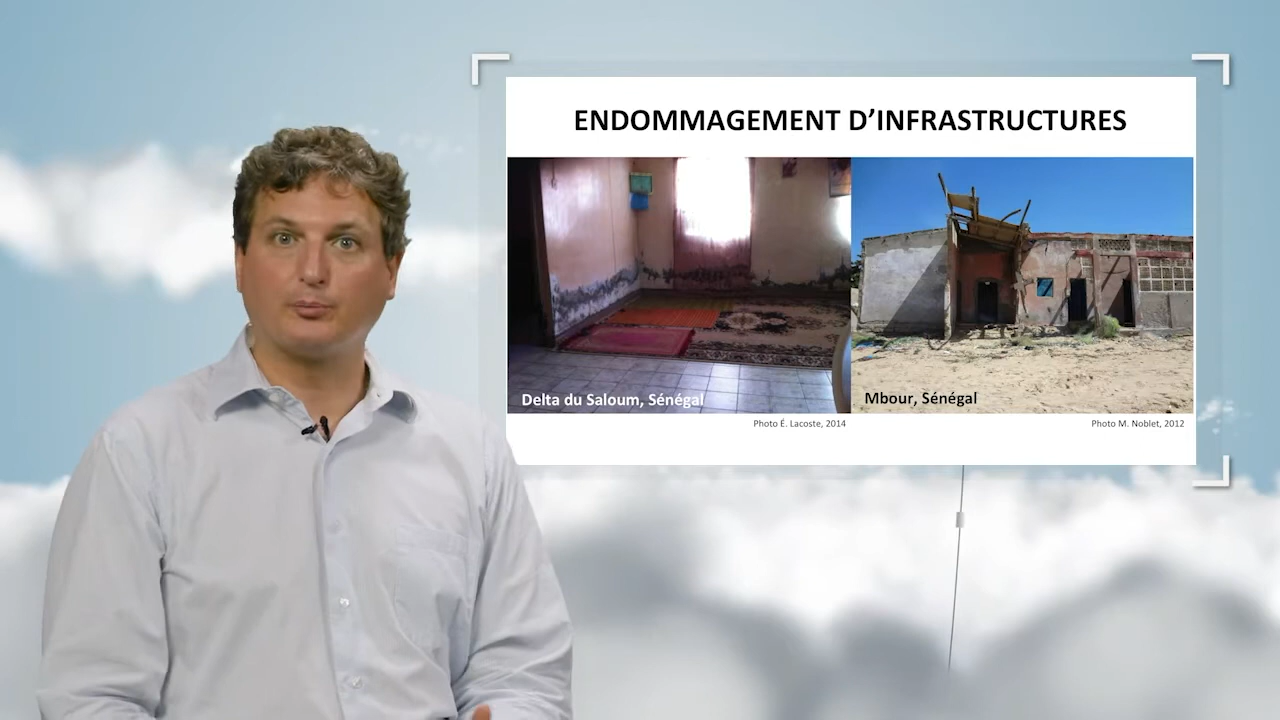 ENDOMMAGEMENT D’INFRASTRUCTURES
Delta du Saloum, Sénégal
Mbour, Sénégal
Photo É. Lacoste, 2014
Photo M. Noblet, 2012